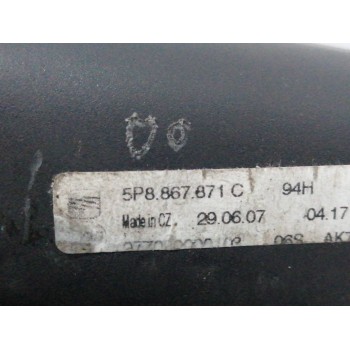 5P8.867.871 C 94H
Made in CZ. 29.06.07 04.17
06S AKT